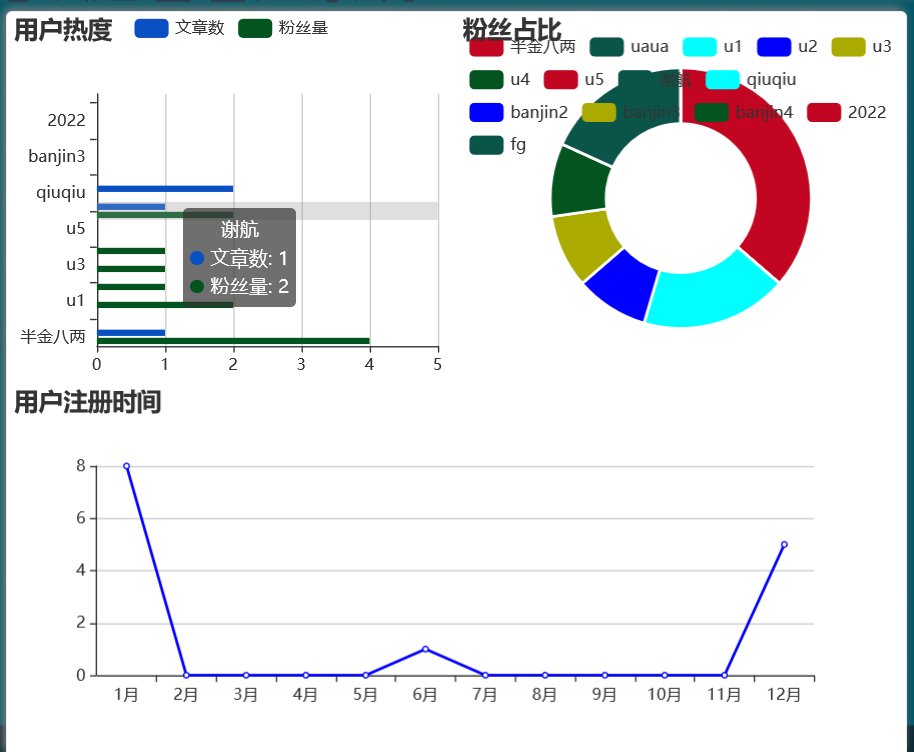 用户热度 文章数 粉丝量
2022
banjin3
qiuqiu
u5
u3
u1
半金八两
0 1 2 3 4 5
谢航
文章数: 1
粉丝量: 2
粉丝占比
半金八两 uaua u1 u2 u3
u4 u5 谢航 qiuqiu
banjin2 banjin3 banjin4 2022
fg
用户注册时间
8
6
4
2
0
1月 2月 3月 4月 5月 6月 7月 8月 9月 10月 11月 12月